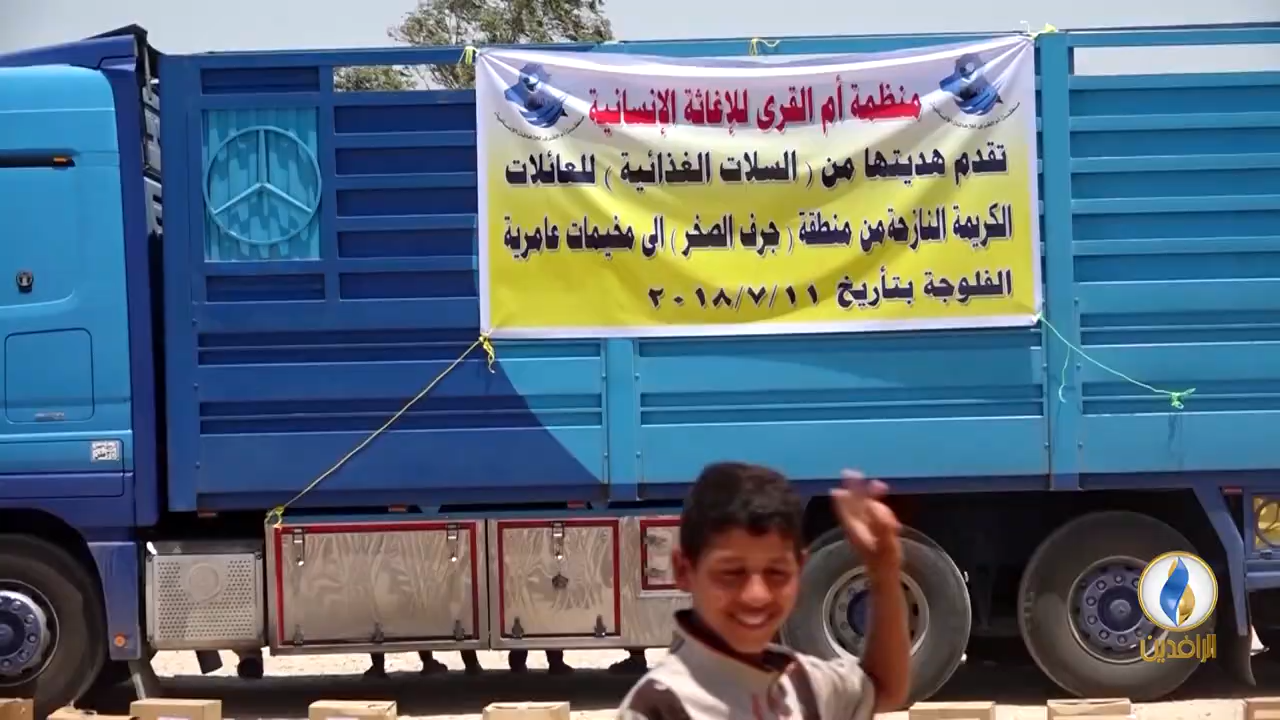 منظمة أم القرى للإغاثة الإنسانية
تقدم هديتها من ( السلات الغذائية ) للعائلات
الكريمة النازحة من منطقة ( جرف الصخر ) الى مخيمات عامرية
الفلوجة بتأريخ ٢٠١٨/٧/١١
الرافدين